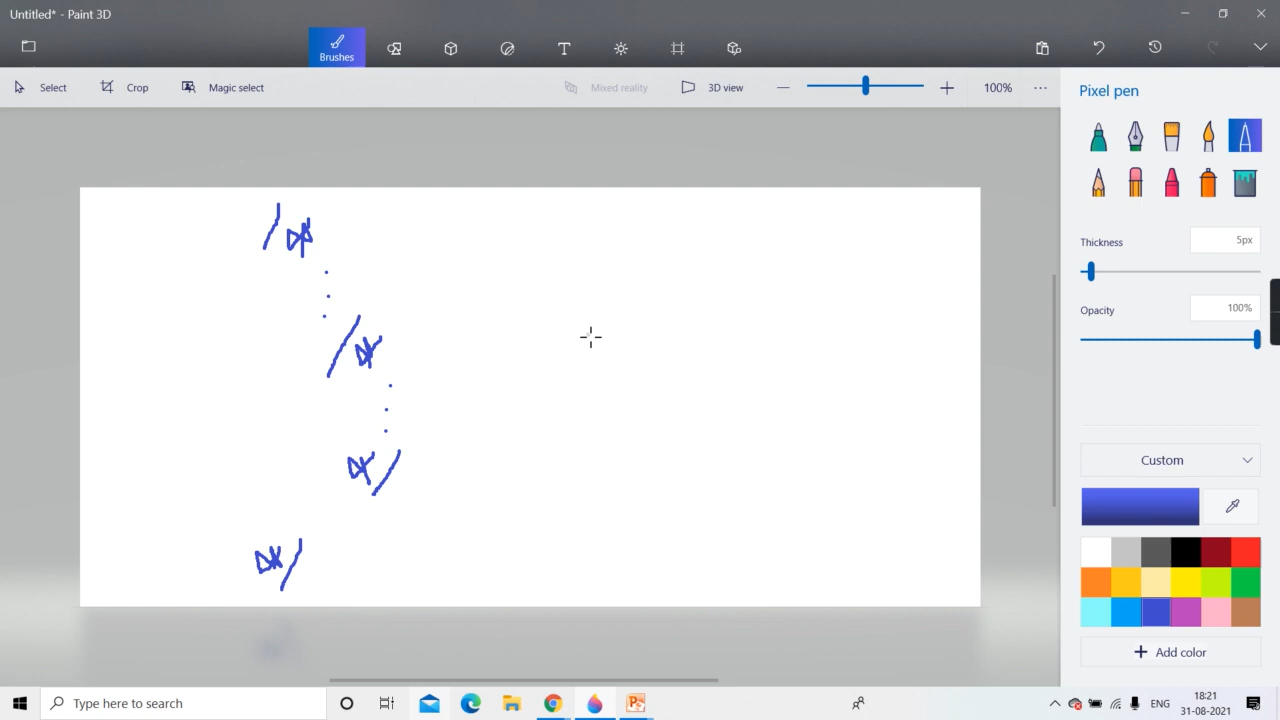 Untitled* - Paint 3D
Brushes
Select
Crop
Magic select
Mixed reality
3D view
100%
Pixel pen
Thickness
5px
Opacity
100%
Custom
Add color
/*
.
.
.
/*
.
.
.
*/
*/
Type here to search
ENG
18:21
31-08-2021